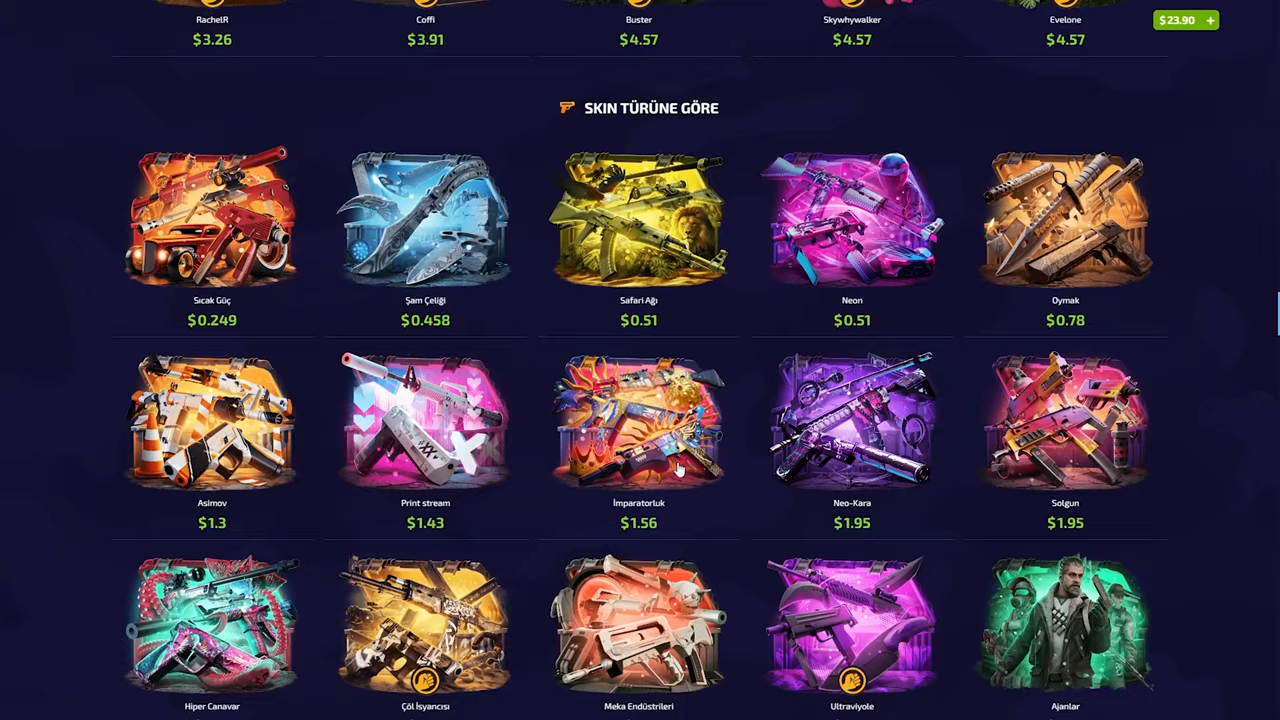 RachelR
$3.26
Coffi
$3.91
Buster
$4.57
Skywhywalker
$4.57
Evelone
$4.57
$23.90 +
SKIN TÜRÜNE GÖRE
Sıcak Güç
$0.249
Şam Çeliği
$0.458
Safari Ağı
$0.51
Neon
$0.51
Oymak
$0.78
Asimov
$1.3
Print stream
$1.43
İmparatorluk
$1.56
Neo-Kara
$1.95
Solgun
$1.95
Hiper Canavar
Çöl İsyancısı
Meka Endüstrileri
Ultraviyole
Ajanlar